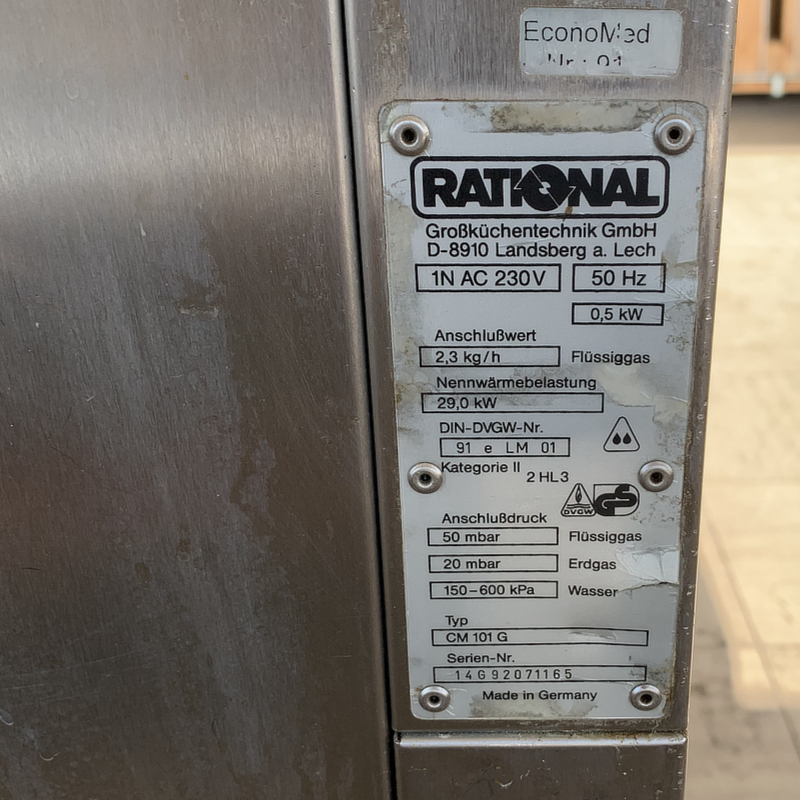 EconoMed
Nr.: 01
RATIONAL
Großküchentechnik GmbH
D-8910 Landsberg a. Lech
1N AC 230V 50 Hz
0,5 kW
Anschlußwert
2,3 kg/h Flüssiggas
Nennwärmebelastung
29,0 kW
DIN-DVGW-Nr.
91 e LM 01
Kategorie II 2 HL3
DVGW GS
Anschlußdruck
50 mbar Flüssiggas
20 mbar Erdgas
150-600 kPa Wasser
Typ
CM 101 G
Serien-Nr.
14G92071165
Made in Germany